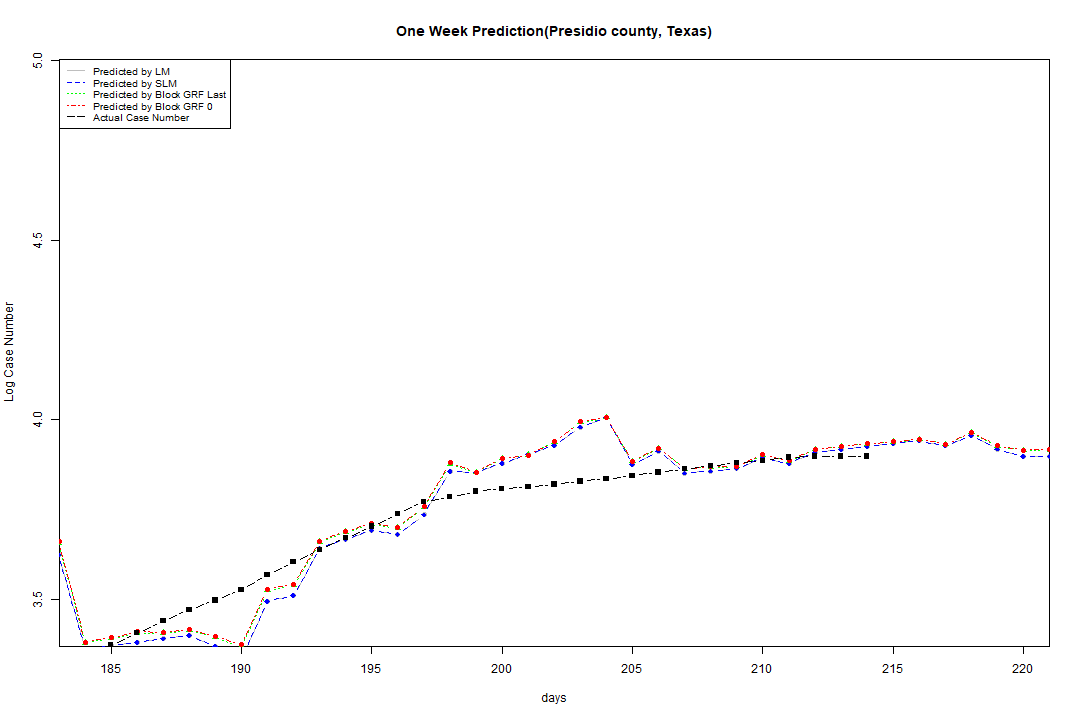 One Week Prediction(Presidio county, Texas)
Predicted by LM
Predicted by SLM
Predicted by Block GRF Last
Predicted by Block GRF 0
Actual Case Number
5.0
4.5
4.0
3.5
Log Case Number
185 190 195 200 205 210 215 220
days